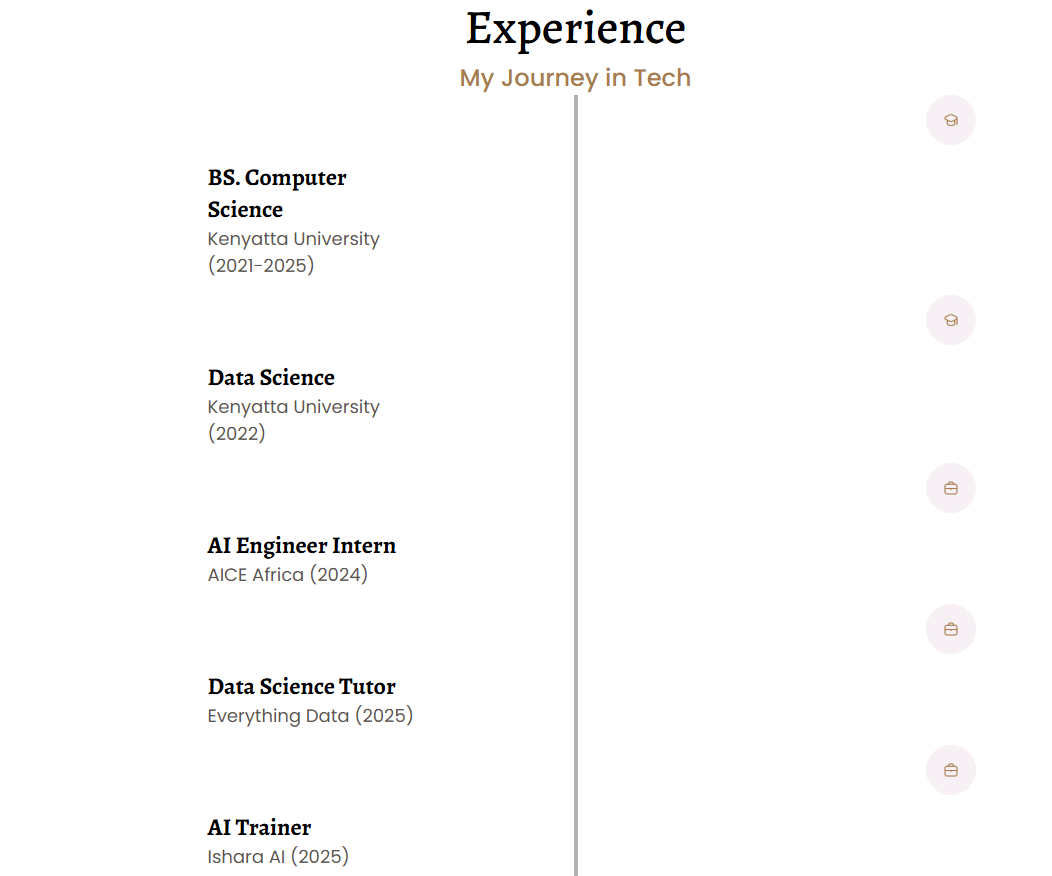 Experience
My Journey in Tech
BS. Computer
Science
Kenyatta University
(2021-2025)
Data Science
Kenyatta University
(2022)
AI Engineer Intern
AICE Africa (2024)
Data Science Tutor
Everything Data (2025)
AI Trainer
Ishara AI (2025)